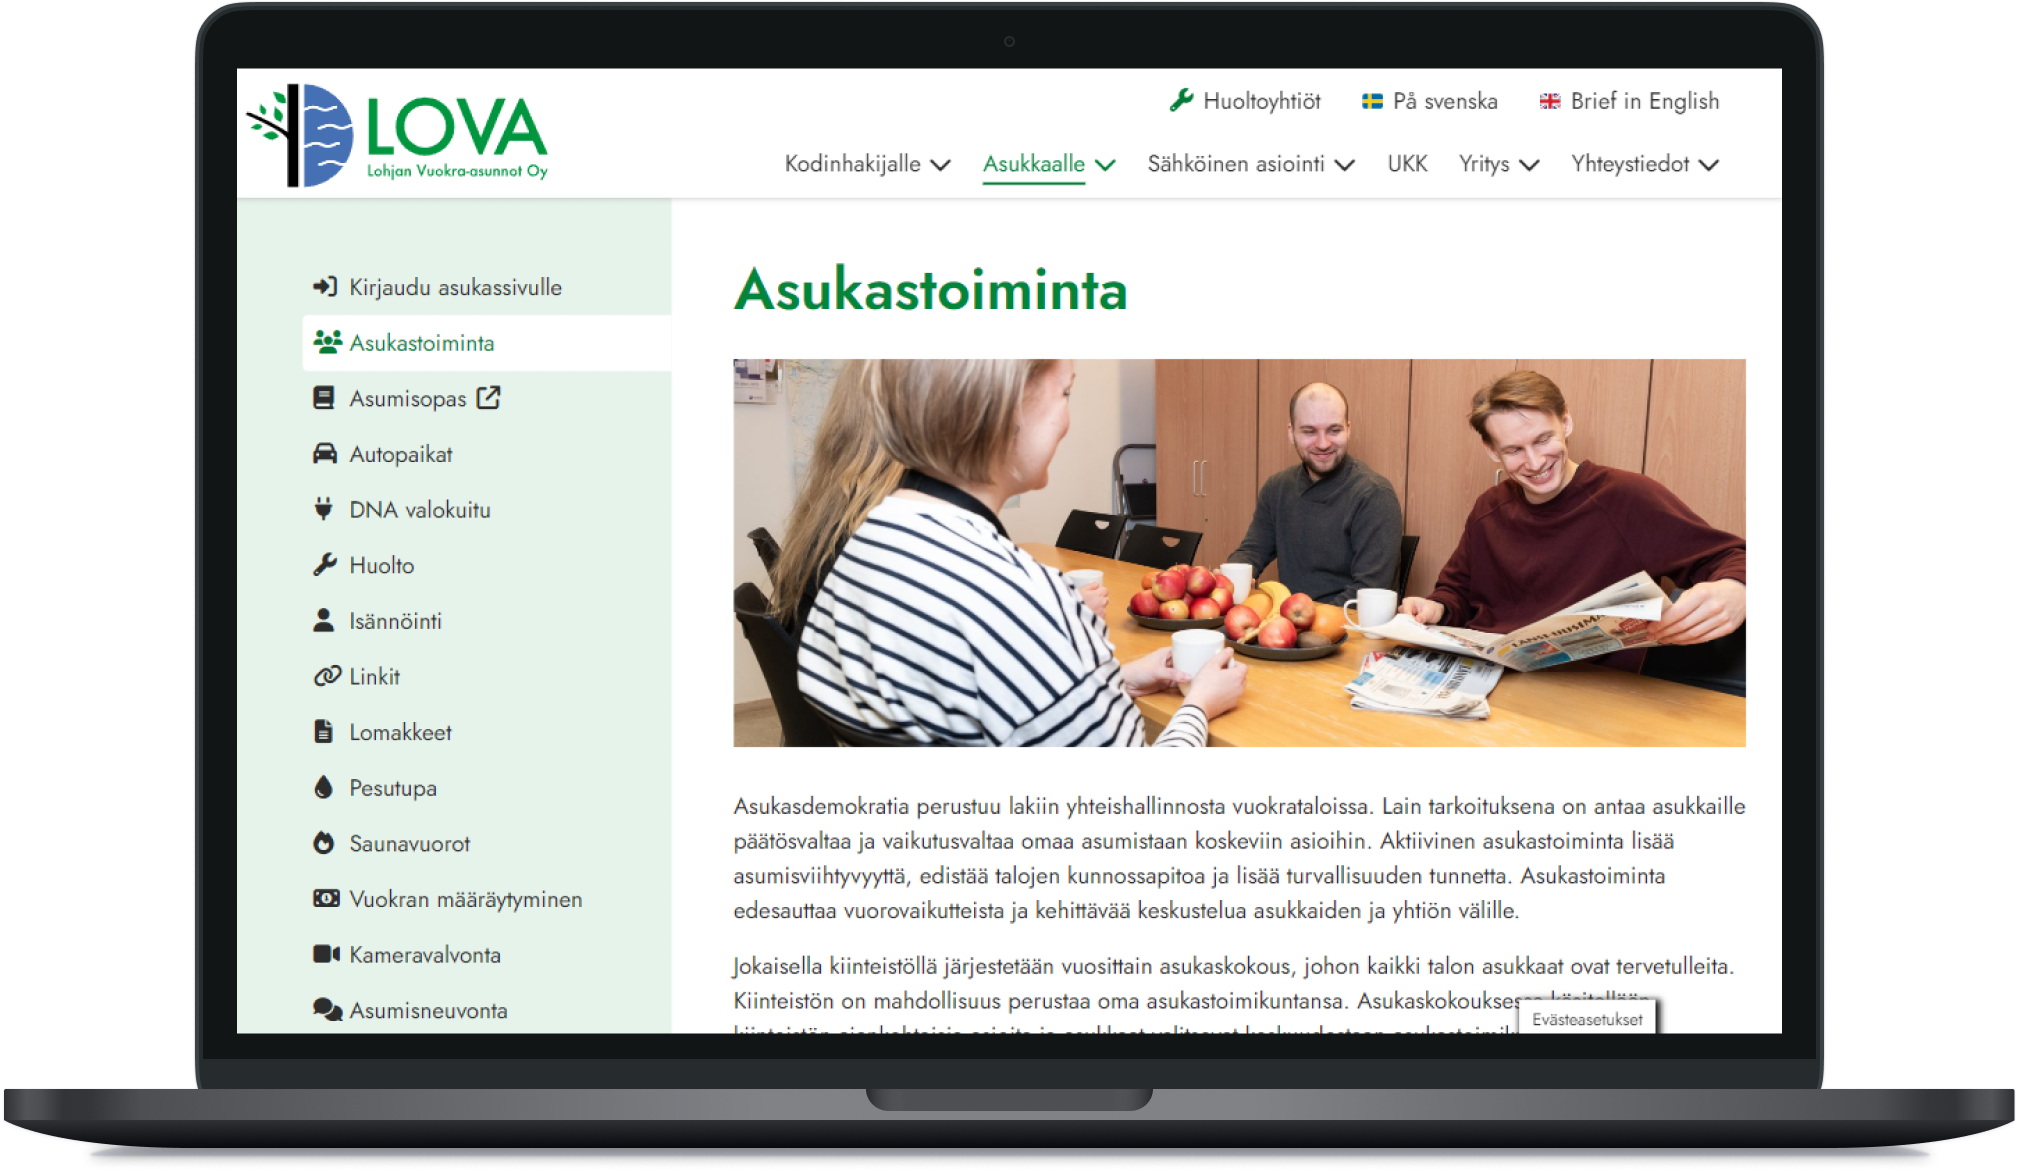 LOVA
Lohjan Vuokra-asunnot Oy
Huoltoyhtiöt
På svenska
Brief in English
Kodinhakijalle
Asukkaalle
Sähköinen asiointi
UKK
Yritys
Yhteystiedot
Kirjaudu asukassivulle
Asukastoiminta
Asumisopas
Autopaikat
DNA valokuitu
Huolto
Isännöinti
Linkit
Lomakkeet
Pesutupa
Saunavuorot
Vuokran määräytyminen
Kameravalvonta
Asumisneuvonta
Asukastoiminta
Asukasdemokratia perustuu lakiin yhteishallinnosta vuokrataloissa. Lain tarkoituksena on antaa asukkaille
päätösvaltaa ja vaikutusvaltaa omaa asumistaan koskeviin asioihin. Aktiivinen asukastoiminta lisää
asumisviihtyvyyttä, edistää talojen kunnossapitoa ja lisää turvallisuuden tunnetta. Asukastoiminta
edesauttaa vuorovaikutteista ja kehittävää keskustelua asukkaiden ja yhtiön välille.
Jokaisella kiinteistöllä järjestetään vuosittain asukaskokous, johon kaikki talon asukkaat ovat tervetulleita.
Kiinteistön on mahdollisuus perustaa oma asukastoimikuntansa.
Evästeasetukset